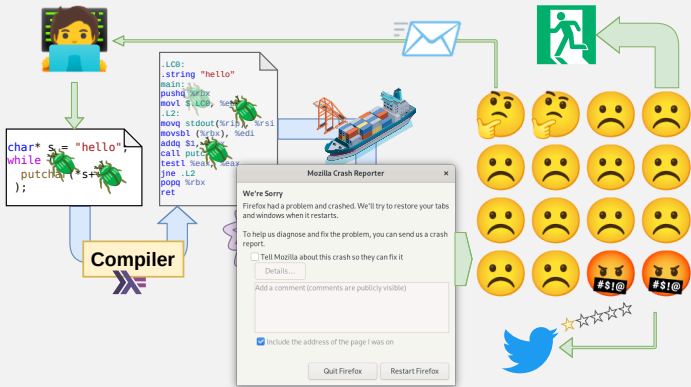 .LC0:
.string "hello"
main:
pushq %rbx
movl $.LC0, %e
.L2:
movq stdout(%rip), %rsi
movsbl (%rbx), %edi
addq $1,
call putc
testl %eax, %eax
jne .L2
popq %rbx
ret
char* s = "hello";
while
putcha (*s+
);
Compiler
Mozilla Crash Reporter ×
We're Sorry
Firefox had a problem and crashed. We'll try to restore your tabs
and windows when it restarts.
To help us diagnose and fix the problem, you can send us a crash
report.
Tell Mozilla about this crash so they can fix it
Details...
Add a comment (comments are publicly visible)
Include the address of the page I was on
Quit Firefox Restart Firefox
#$!@ #$!@